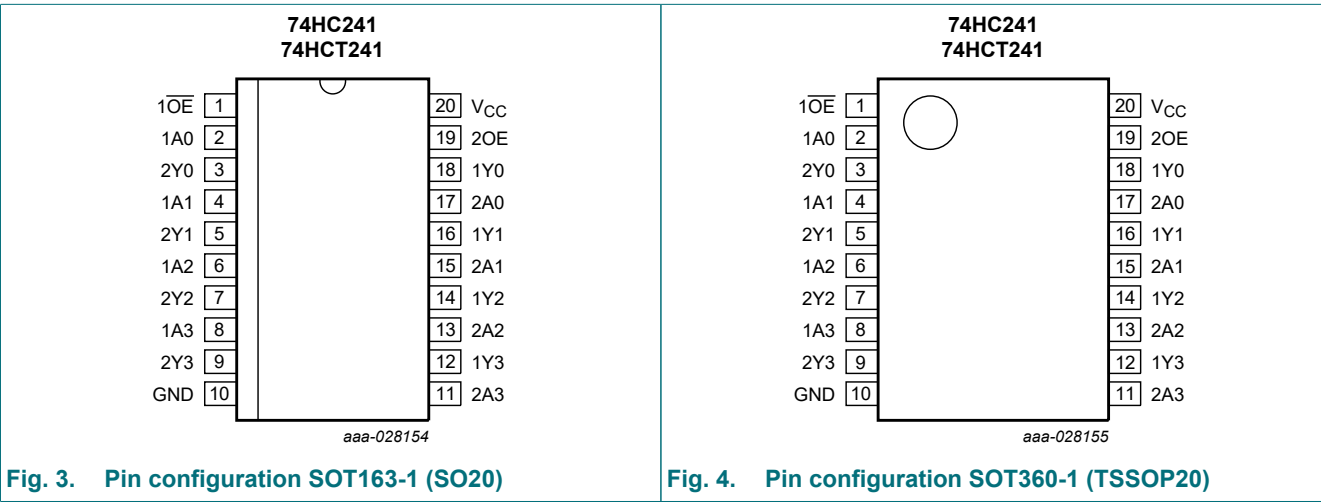 74HC241
74HCT241
1O̅E̅ 1
1A0 2
2Y0 3
1A1 4
2Y1 5
1A2 6
2Y2 7
1A3 8
2Y3 9
GND 10
20 VCC
19 2OE
18 1Y0
17 2A0
16 1Y1
15 2A1
14 1Y2
13 2A2
12 1Y3
11 2A3
aaa-028154
Fig. 3. Pin configuration SOT163-1 (SO20)
74HC241
74HCT241
1O̅E̅ 1
1A0 2
2Y0 3
1A1 4
2Y1 5
1A2 6
2Y2 7
1A3 8
2Y3 9
GND 10
20 VCC
19 2OE
18 1Y0
17 2A0
16 1Y1
15 2A1
14 1Y2
13 2A2
12 1Y3
11 2A3
aaa-028155
Fig. 4. Pin configuration SOT360-1 (TSSOP20)